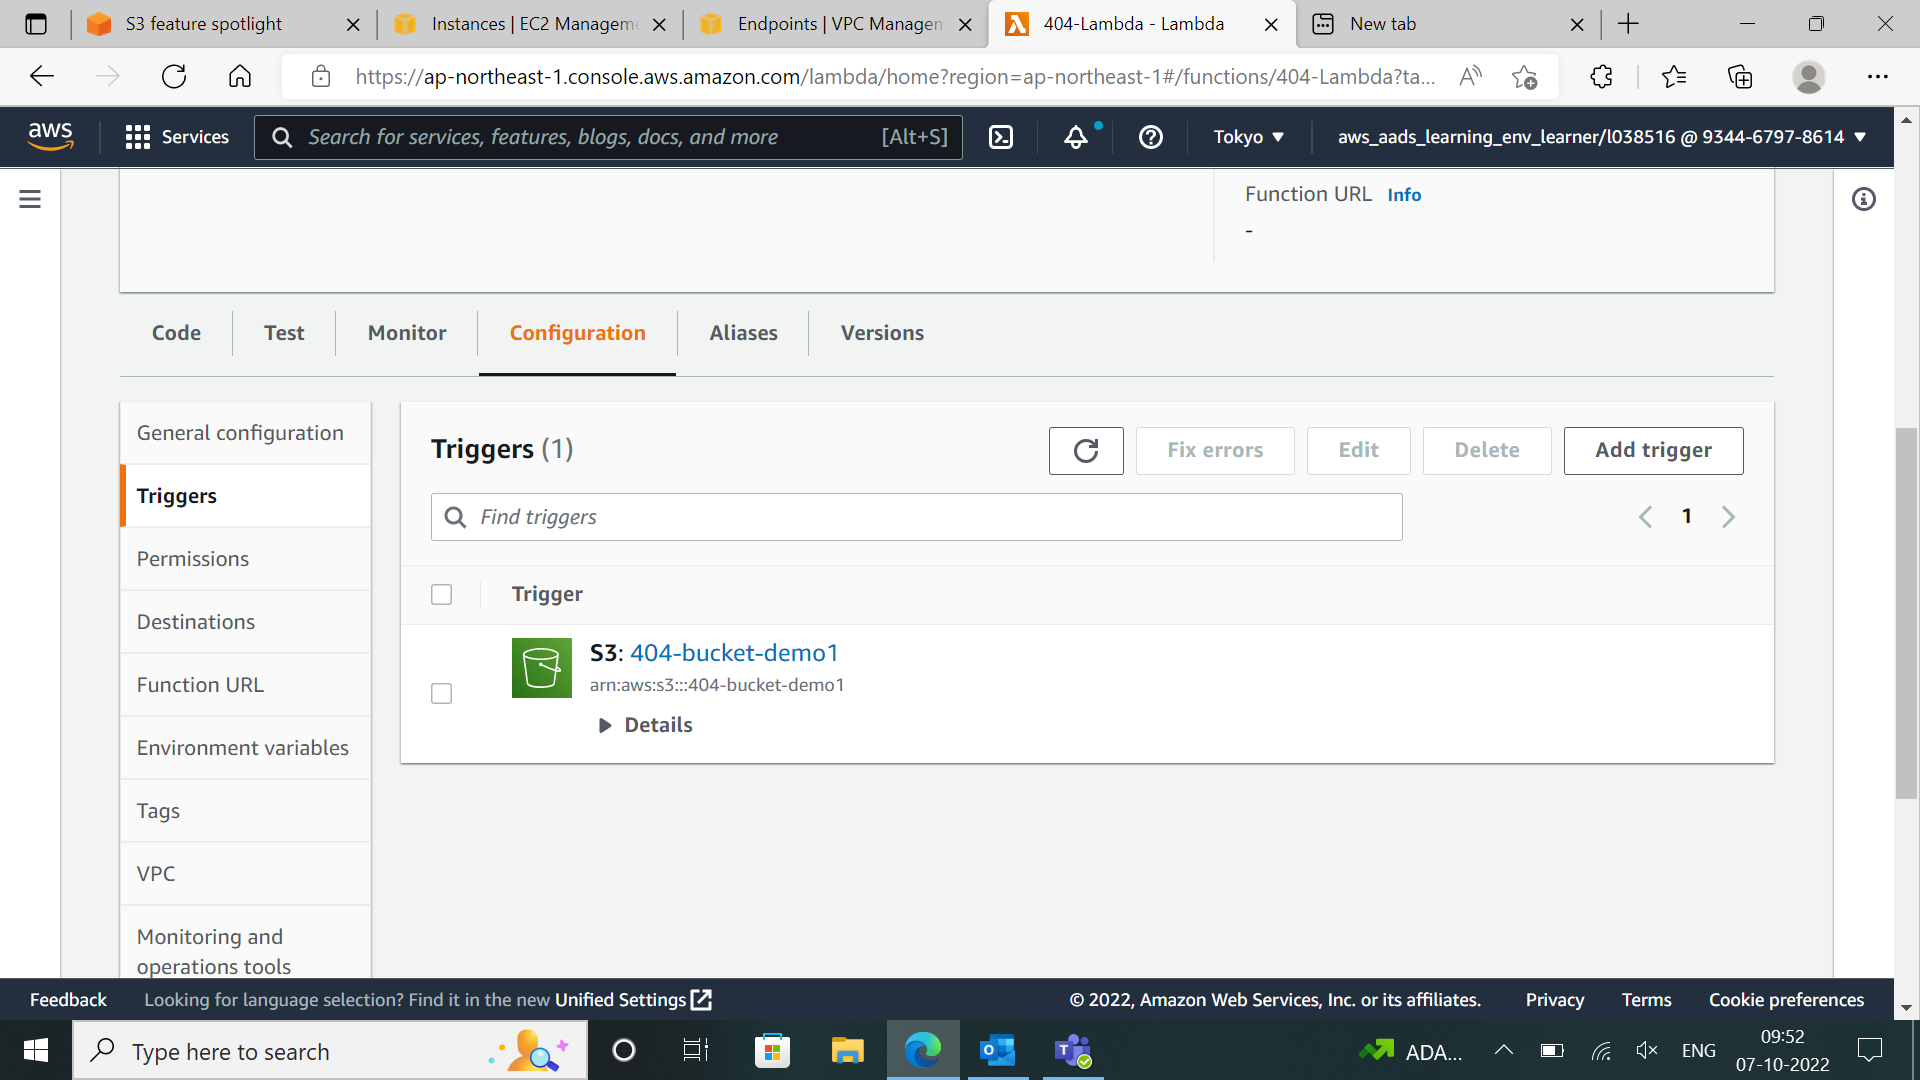 S3 feature spotlight
Instances | EC2 Manageme
Endpoints | VPC Managem
404-Lambda - Lambda
New tab
https://ap-northeast-1.console.aws.amazon.com/lambda/home?region=ap-northeast-1#/functions/404-Lambda?ta...
aws
Services
Search for services, features, blogs, docs, and more [Alt+S]
Tokyo
aws_aads_learning_env_learner/l038516 @ 9344-6797-8614
Function URL Info
-
Code
Test
Monitor
Configuration
Aliases
Versions
General configuration
Triggers
Permissions
Destinations
Function URL
Environment variables
Tags
VPC
Monitoring and
operations tools
Triggers (1)
Fix errors
Edit
Delete
Add trigger
Find triggers
1
Trigger
S3: 404-bucket-demo1
arn:aws:s3:::404-bucket-demo1
Details
Feedback
Looking for language selection? Find it in the new Unified Settings
© 2022, Amazon Web Services, Inc. or its affiliates.
Privacy
Terms
Cookie preferences
Type here to search
ADA...
ENG
09:52
07-10-2022